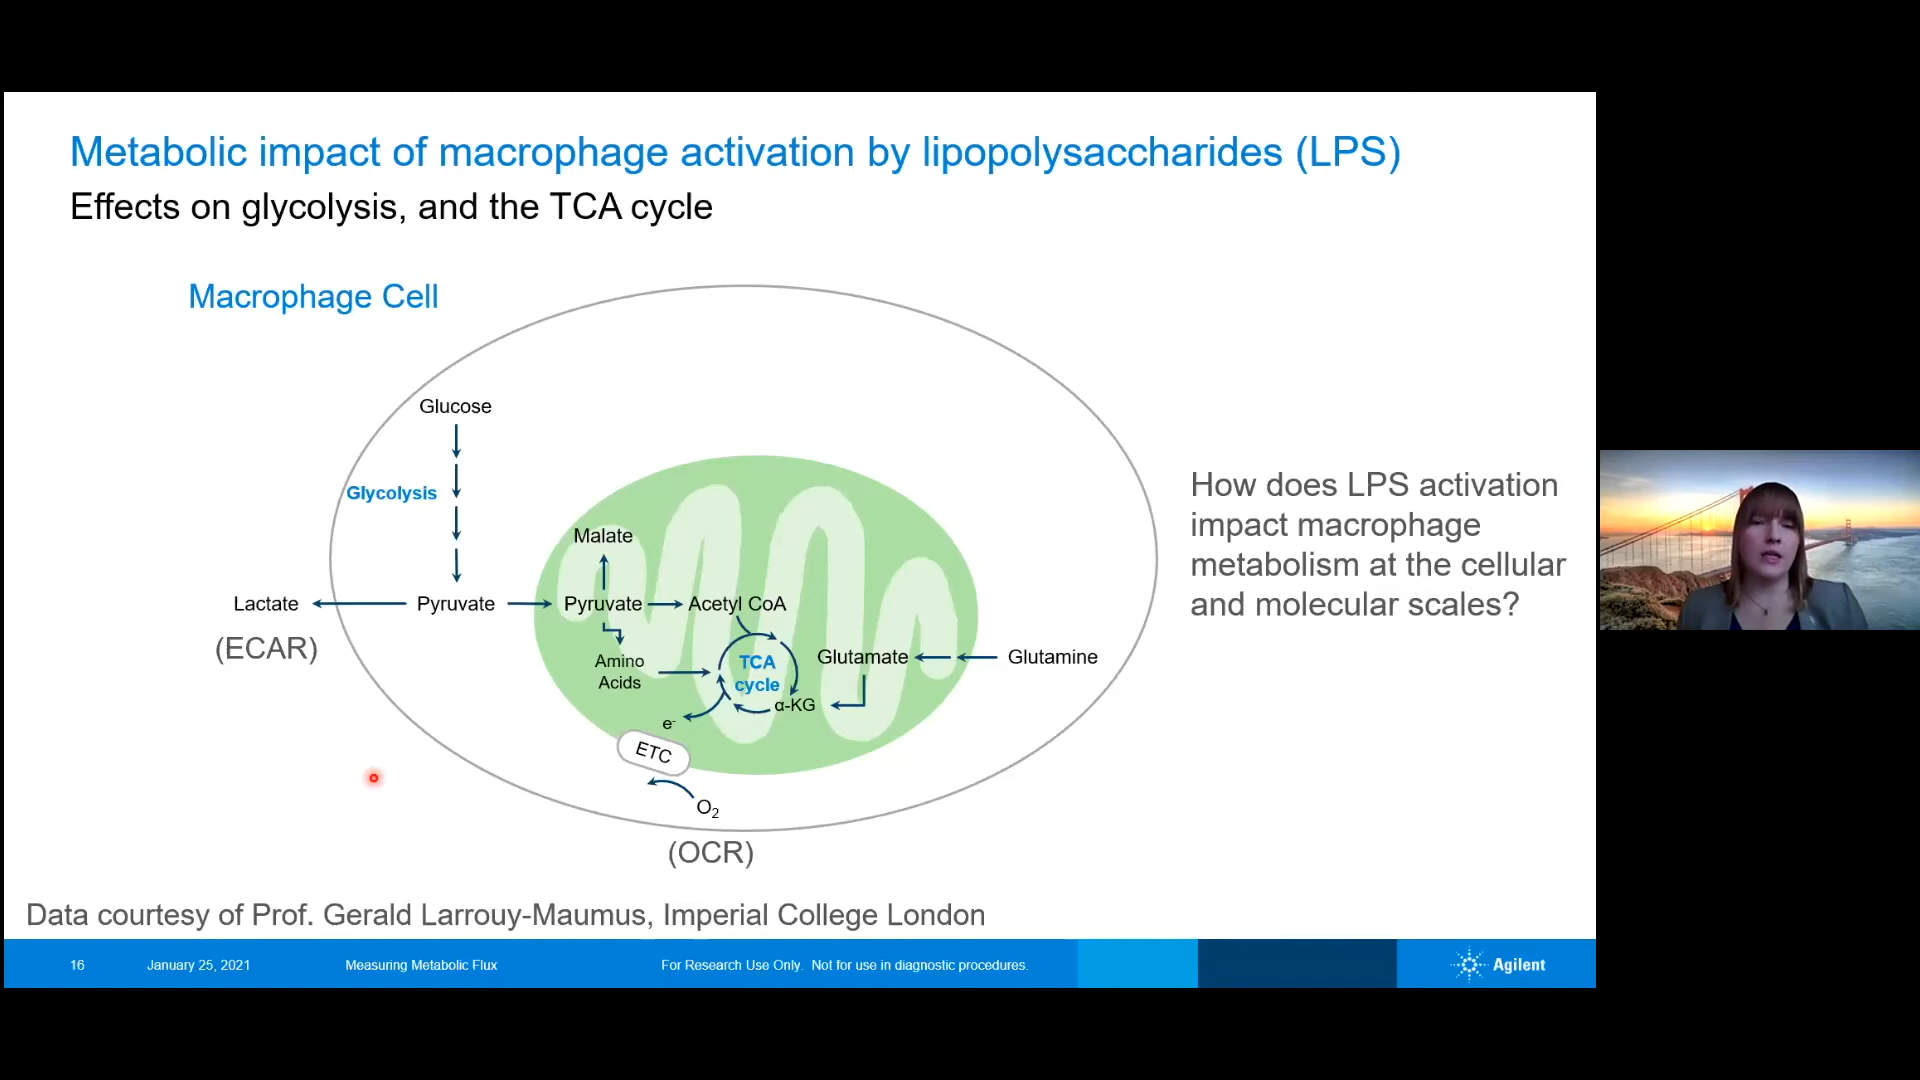 Metabolic impact of macrophage activation by lipopolysaccharides (LPS)
Effects on glycolysis, and the TCA cycle
Macrophage Cell
Glucose
Glycolysis
Malate
Lactate
Pyruvate
Pyruvate
Acetyl CoA
(ECAR)
Amino
Acids
TCA
cycle
Glutamate
Glutamine
α-KG
e-
ETC
O2
(OCR)
How does LPS activation
impact macrophage
metabolism at the cellular
and molecular scales?
Data courtesy of Prof. Gerald Larrouy-Maumus, Imperial College London
16
January 25, 2021
Measuring Metabolic Flux
For Research Use Only. Not for use in diagnostic procedures.
Agilent